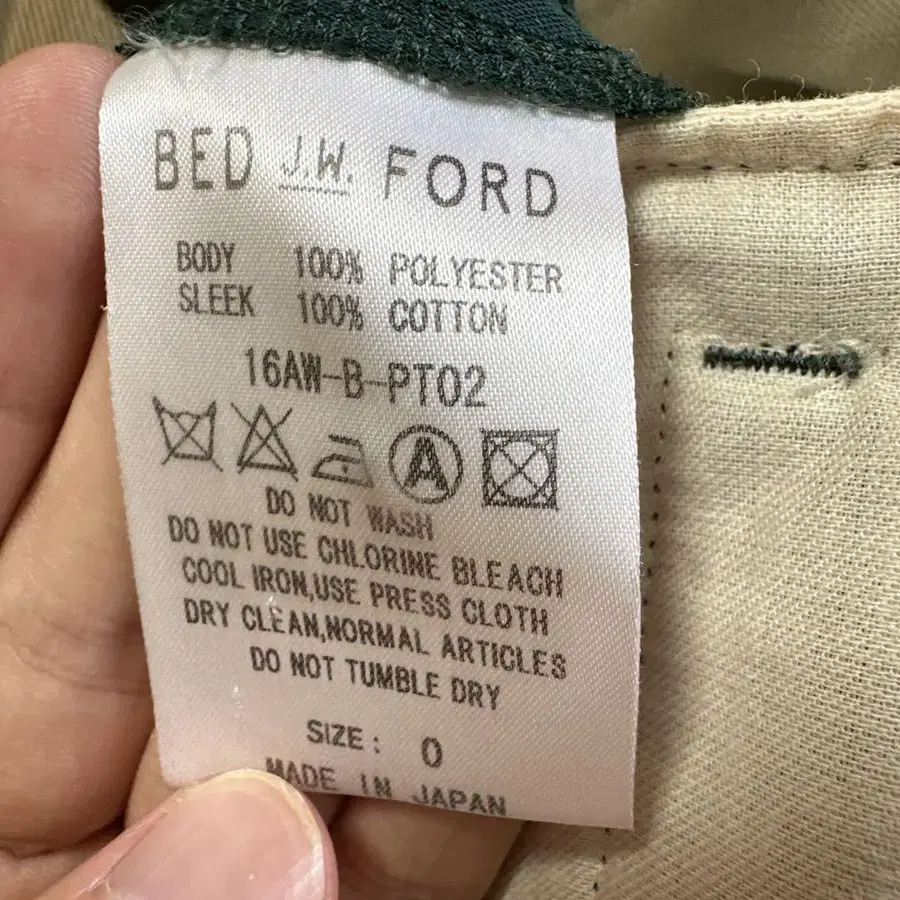 BED J.W. FORD
BODY 100% POLYESTER
SLEEK 100% COTTON
16AW-B-PT02
A
DO NOT WASH
DO NOT USE CHLORINE BLEACH
COOL IRON,USE PRESS CLOTH
DRY CLEAN,NORMAL ARTICLES
DO NOT TUMBLE DRY
SIZE : 0
MADE IN JAPAN